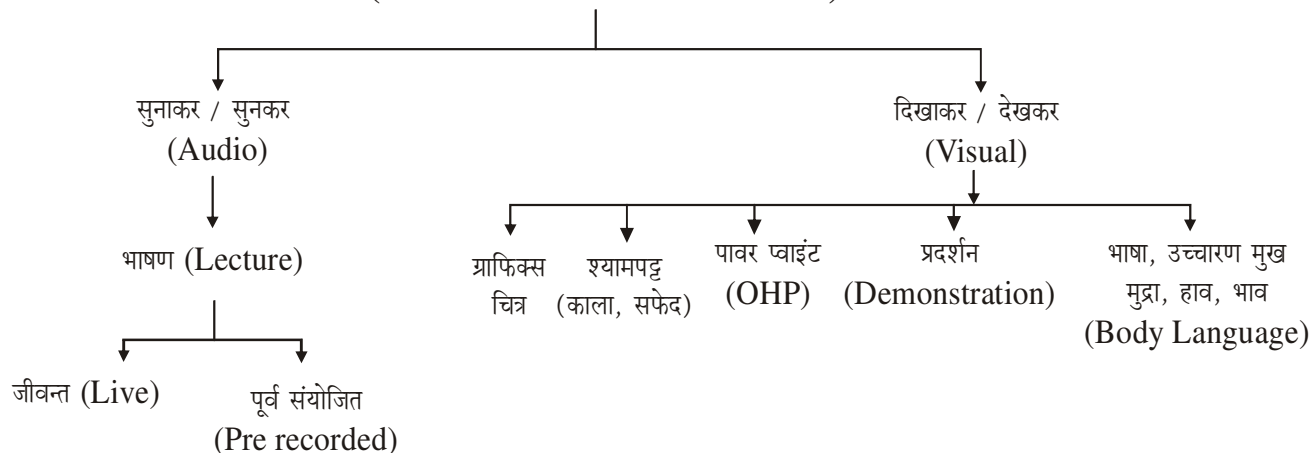 सुनाकर / सुनकर
(Audio)
दिखाकर / देखकर
(Visual)
भाषण (Lecture)
ग्राफिक्स
चित्र
श्यामपट्ट
(काला, सफेद)
पावर प्वाइंट
(OHP)
प्रदर्शन
(Demonstration)
भाषा, उच्चारण मुख
मुद्रा, हाव, भाव
(Body Language)
जीवन्त (Live)
पूर्व संयोजित
(Pre recorded)